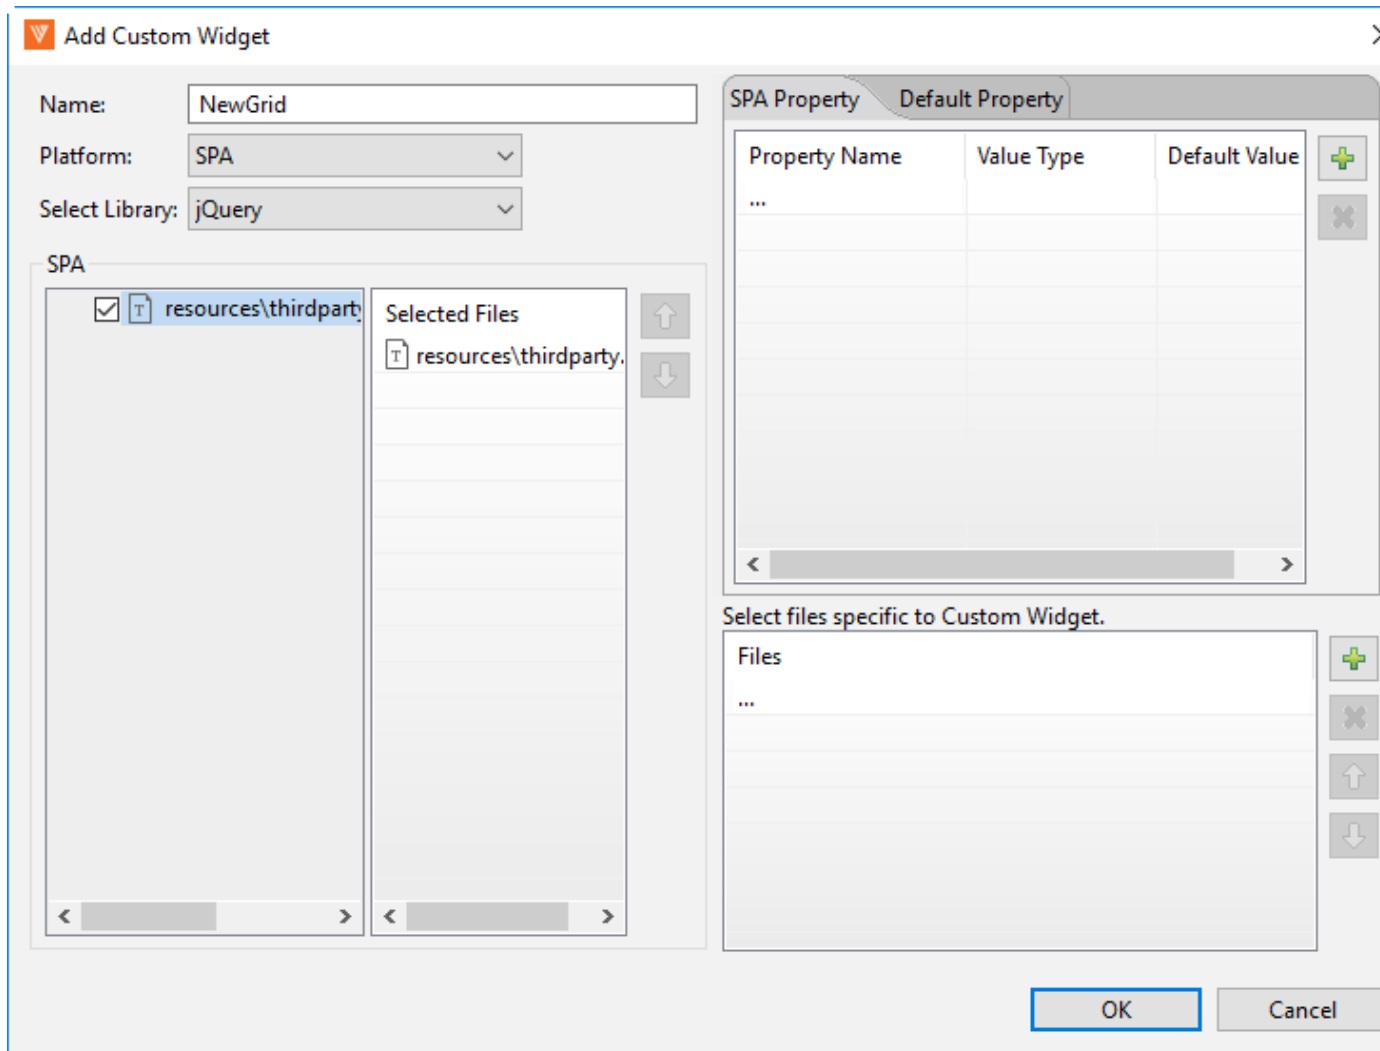 Add Custom Widget
Name: NewGrid
Platform: SPA
Select Library: jQuery
SPA
resources\thirdparty
Selected Files
resources\thirdparty.
SPA Property Default Property
Property Name Value Type Default Value
...
Select files specific to Custom Widget.
Files
...
OK Cancel